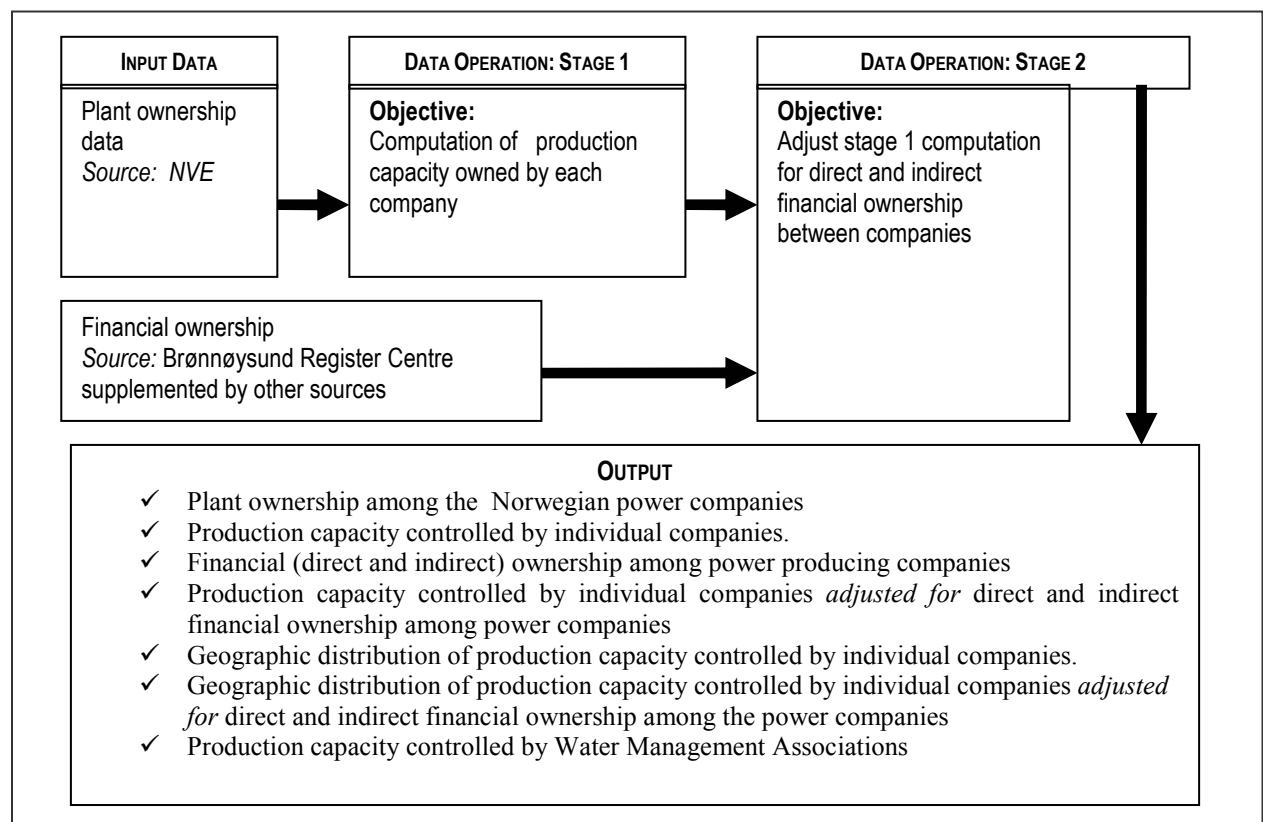 INPUT DATA
Plant ownership
data
Source: NVE
DATA OPERATION: STAGE 1
Objective:
Computation of production
capacity owned by each
company
DATA OPERATION: STAGE 2
Objective:
Adjust stage 1 computation
for direct and indirect
financial ownership
between companies
Financial ownership
Source: Brønnøysund Register Centre
supplemented by other sources
OUTPUT
✓ Plant ownership among the Norwegian power companies
✓ Production capacity controlled by individual companies.
✓ Financial (direct and indirect) ownership among power producing companies
✓ Production capacity controlled by individual companies adjusted for direct and indirect
financial ownership among power companies
✓ Geographic distribution of production capacity controlled by individual companies.
✓ Geographic distribution of production capacity controlled by individual companies adjusted
for direct and indirect financial ownership among the power companies
✓ Production capacity controlled by Water Management Associations